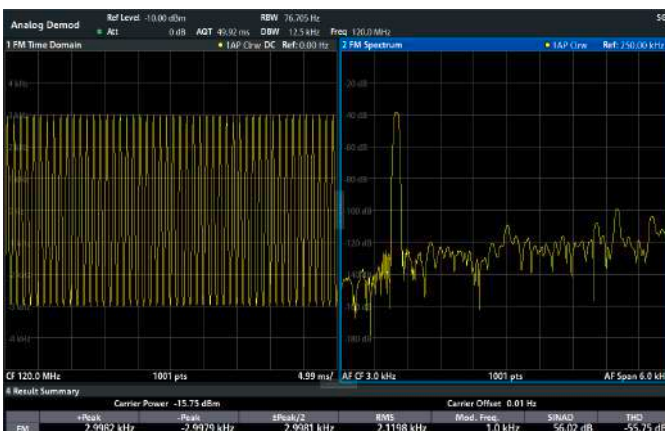 Analog Demod
Ref Level -10.00 dBm RBW 76.705 Hz
Att 0 dB AQT 49.92 ms DBW 12.5 kHz Freq 120.0 MHz
1 FM Time Domain 1AP Clrw DC Ref: 0.00 Hz
2 FM Spectrum 1AP Clrw Ref: 250.00 kHz
4 kHz
-20 dB
-40 dB
-60 dB
-80 dB
-100 dB
-120 dB
-140 dB
-180 dB
-4 kHz
CF 120.0 MHz 1001 pts 4.99 ms/
AF CF 3.0 kHz 1001 pts AF Span 6.0 kH
4 Result Summary
Carrier Power -15.75 dBm Carrier Offset 0.01 Hz
+Peak -Peak ±Peak/2 RMS Mod. Freq. SINAD THD
FM 2.9982 kHz -2.9979 kHz 2.9981 kHz 2.1198 kHz 1.0 kHz 56.02 dB -55.75 dB